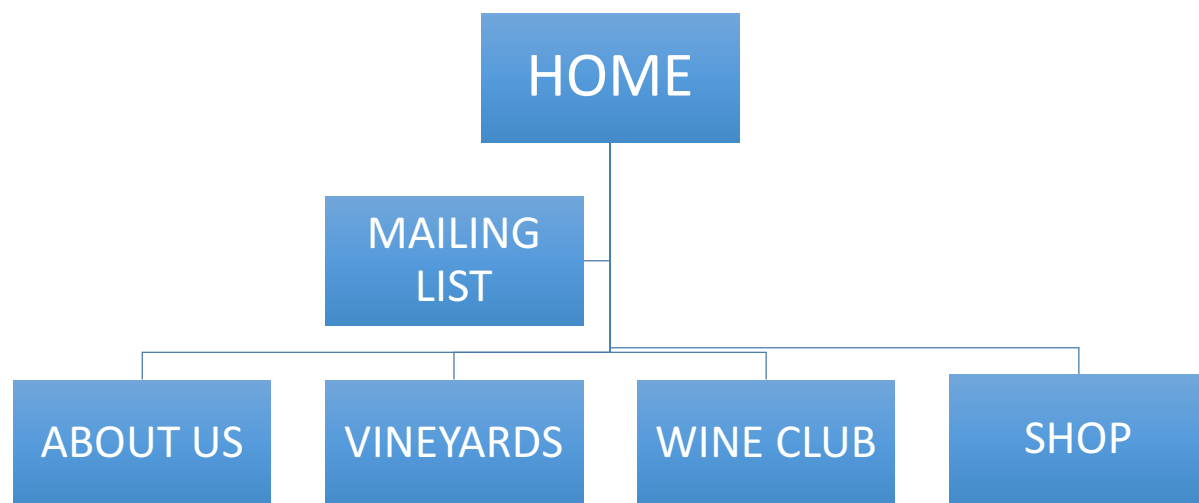 HOME
MAILING
LIST
ABOUT US
VINEYARDS
WINE CLUB
SHOP